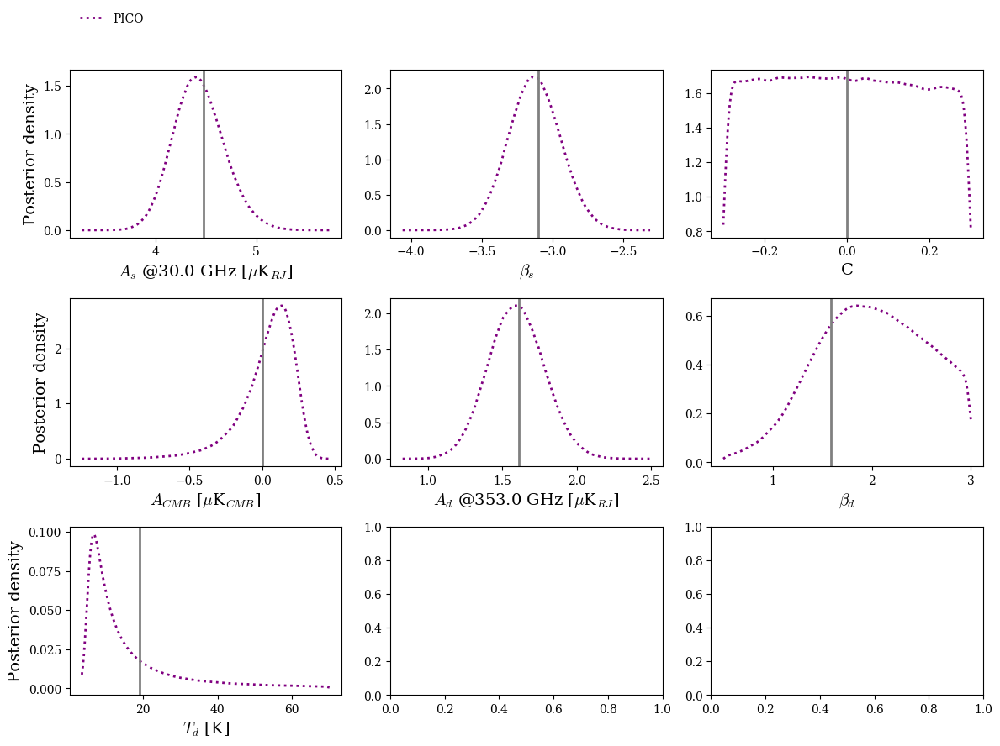 PICO
Posterior density
0.0 0.5 1.0 1.5
4 5
A_s @30.0 GHz [μK_RJ]
0.0 0.5 1.0 1.5 2.0
−4.0 −3.5 −3.0 −2.5
β_s
0.8 1.0 1.2 1.4 1.6
−0.2 0.0 0.2
C
Posterior density
0 1 2
−1.0 −0.5 0.0 0.5
A_CMB [μK_CMB]
0.0 0.5 1.0 1.5 2.0
1.0 1.5 2.0 2.5
A_d @353.0 GHz [μK_RJ]
0.0 0.2 0.4 0.6
1 2 3
β_d
Posterior density
0.000 0.025 0.050 0.075 0.100
20 40 60
T_d [K]
0.0 0.2 0.4 0.6 0.8 1.0
0.0 0.2 0.4 0.6 0.8 1.0
0.0 0.2 0.4 0.6 0.8 1.0
0.0 0.2 0.4 0.6 0.8 1.0